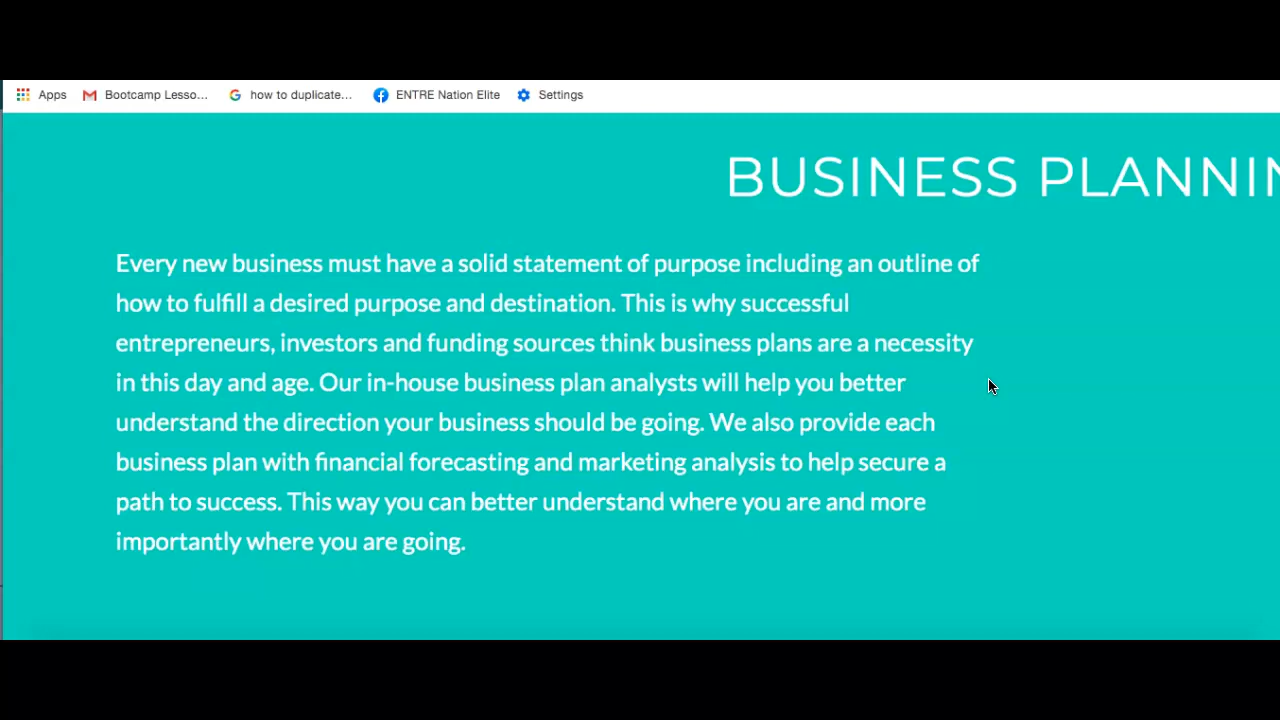 Apps Bootcamp Lesso... how to duplicate... ENTRE Nation Elite Settings
BUSINESS PLANNIN
Every new business must have a solid statement of purpose including an outline of
how to fulfill a desired purpose and destination. This is why successful
entrepreneurs, investors and funding sources think business plans are a necessity
in this day and age. Our in-house business plan analysts will help you better
understand the direction your business should be going. We also provide each
business plan with financial forecasting and marketing analysis to help secure a
path to success. This way you can better understand where you are and more
importantly where you are going.